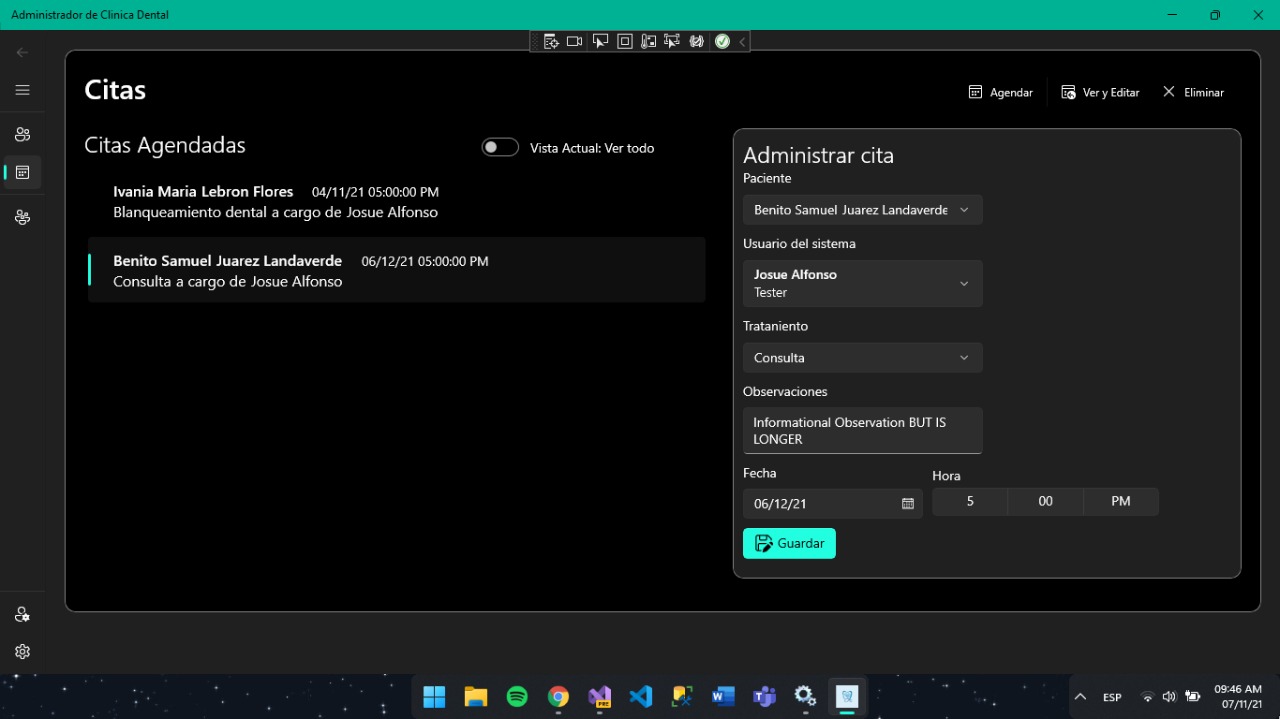 Administrador de Clinica Dental
Citas
Agendar
Ver y Editar
Eliminar
Citas Agendadas
Vista Actual: Ver todo
Ivania Maria Lebron Flores 04/11/21 05:00:00 PM
Blanqueamiento dental a cargo de Josue Alfonso
Benito Samuel Juarez Landaverde 06/12/21 05:00:00 PM
Consulta a cargo de Josue Alfonso
Administrar cita
Paciente
Benito Samuel Juarez Landaverde
Usuario del sistema
Josue Alfonso
Tester
Trataniento
Consulta
Observaciones
Informational Observation BUT IS
LONGER
Fecha
Hora
06/12/21
5 00 PM
Guardar
PRE
ESP
09:46 AM
07/11/21